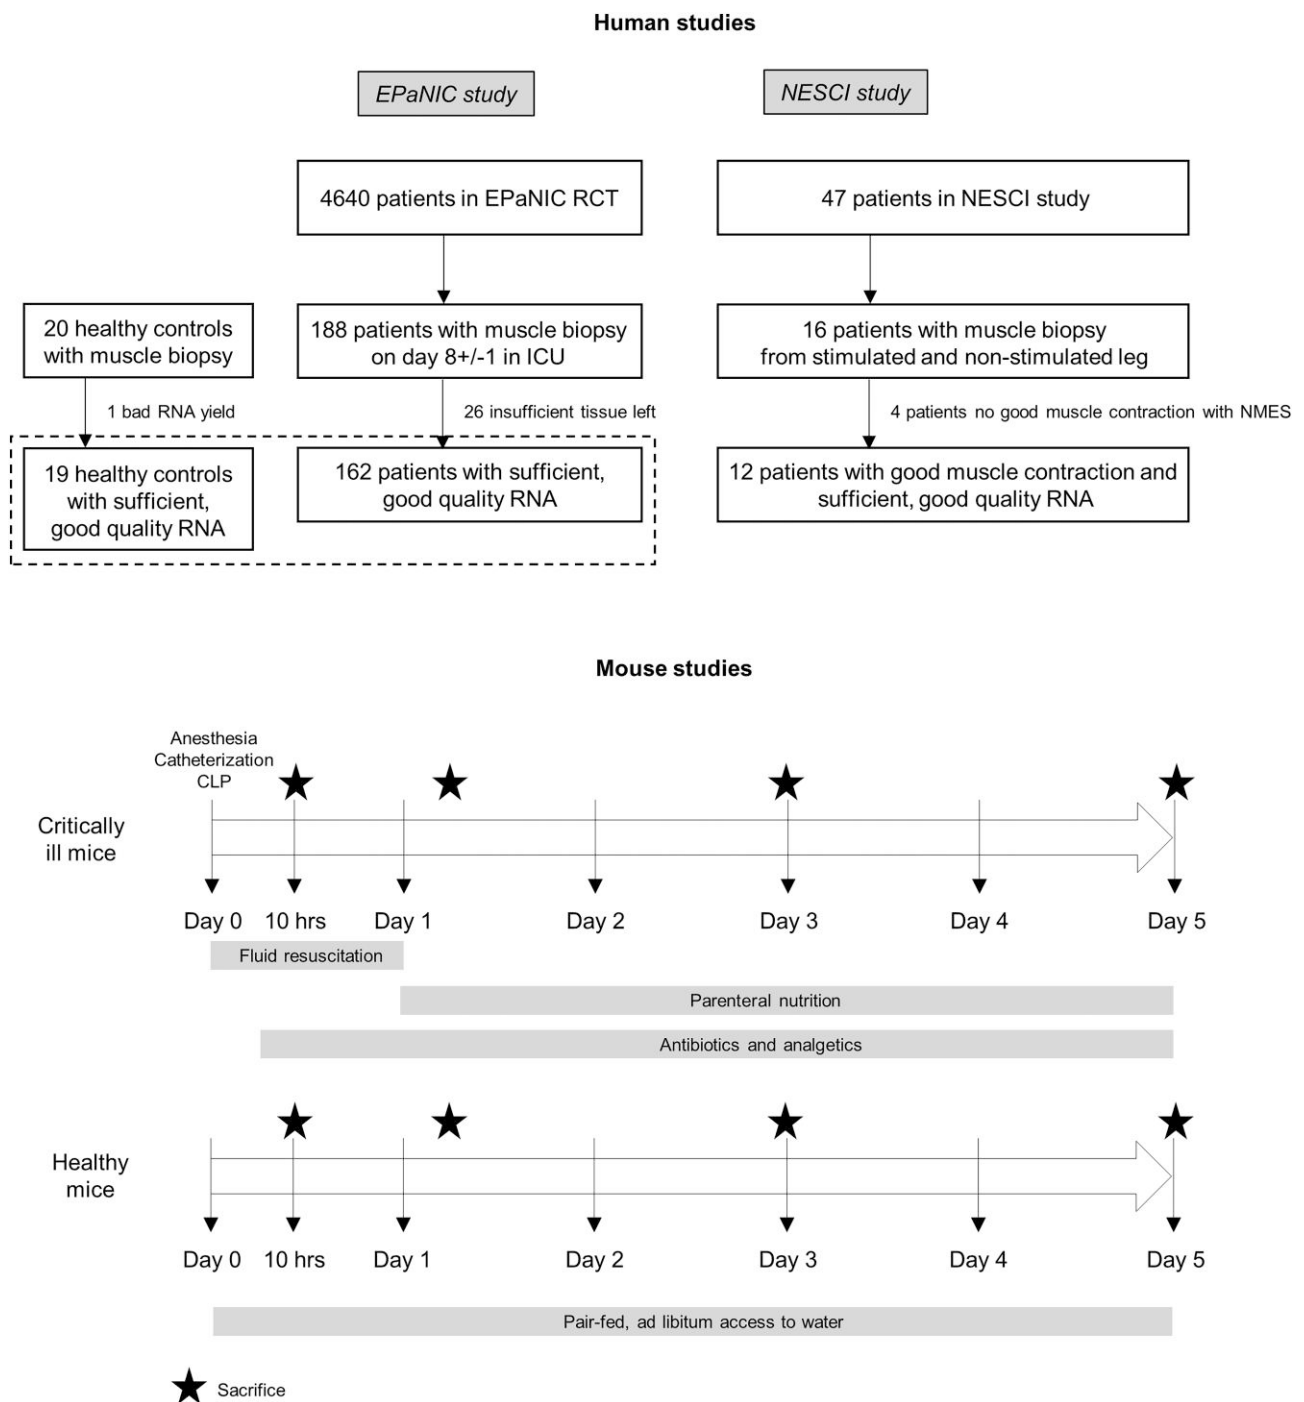 Human studies
EPaNIC study
NESCI study
4640 patients in EPaNIC RCT
47 patients in NESCI study
20 healthy controls
with muscle biopsy
188 patients with muscle biopsy
on day 8+/-1 in ICU
16 patients with muscle biopsy
from stimulated and non-stimulated leg
1 bad RNA yield
26 insufficient tissue left
4 patients no good muscle contraction with NMES
19 healthy controls
with sufficient,
good quality RNA
162 patients with sufficient,
good quality RNA
12 patients with good muscle contraction and
sufficient, good quality RNA
Mouse studies
Anesthesia
Catheterization
CLP
Critically
ill mice
Day 0 10 hrs Day 1 Day 2 Day 3 Day 4 Day 5
Fluid resuscitation
Parenteral nutrition
Antibiotics and analgetics
Healthy
mice
Day 0 10 hrs Day 1 Day 2 Day 3 Day 4 Day 5
Pair-fed, ad libitum access to water
Sacrifice